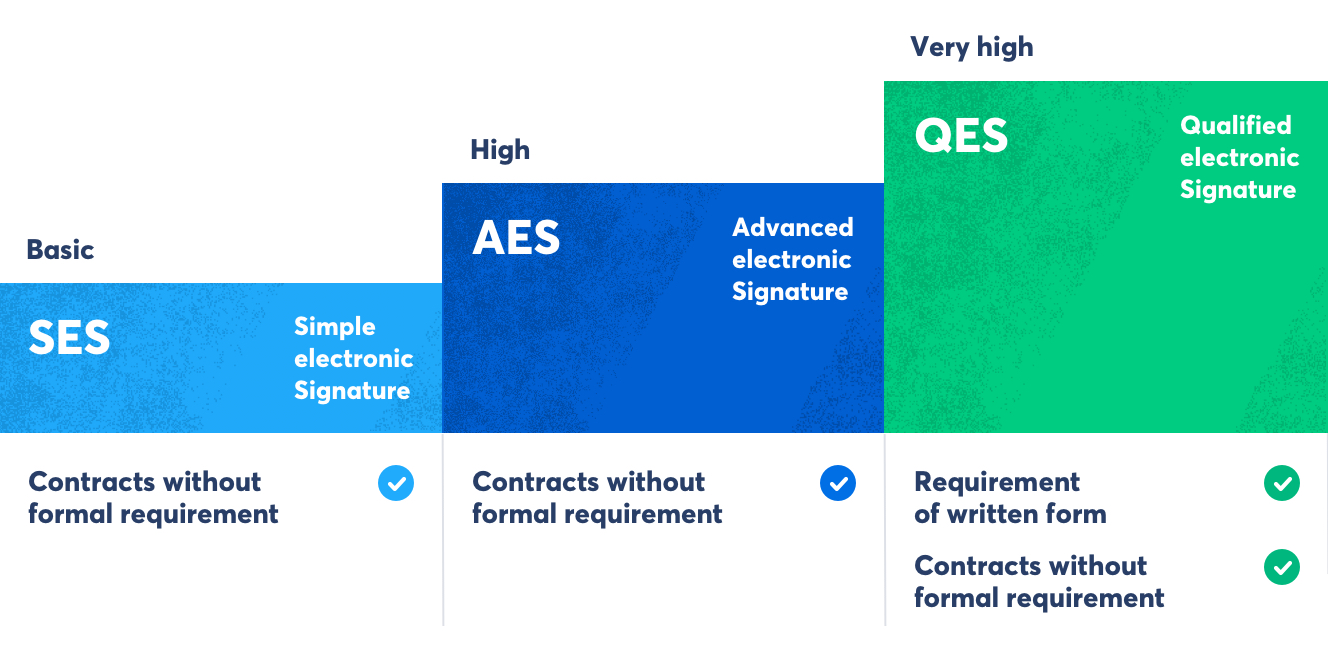 Basic
SES
Simple
electronic
Signature
Contracts without
formal requirement
High
AES
Advanced
electronic
Signature
Contracts without
formal requirement
Very high
QES
Qualified
electronic
Signature
Requirement
of written form
Contracts without
formal requirement